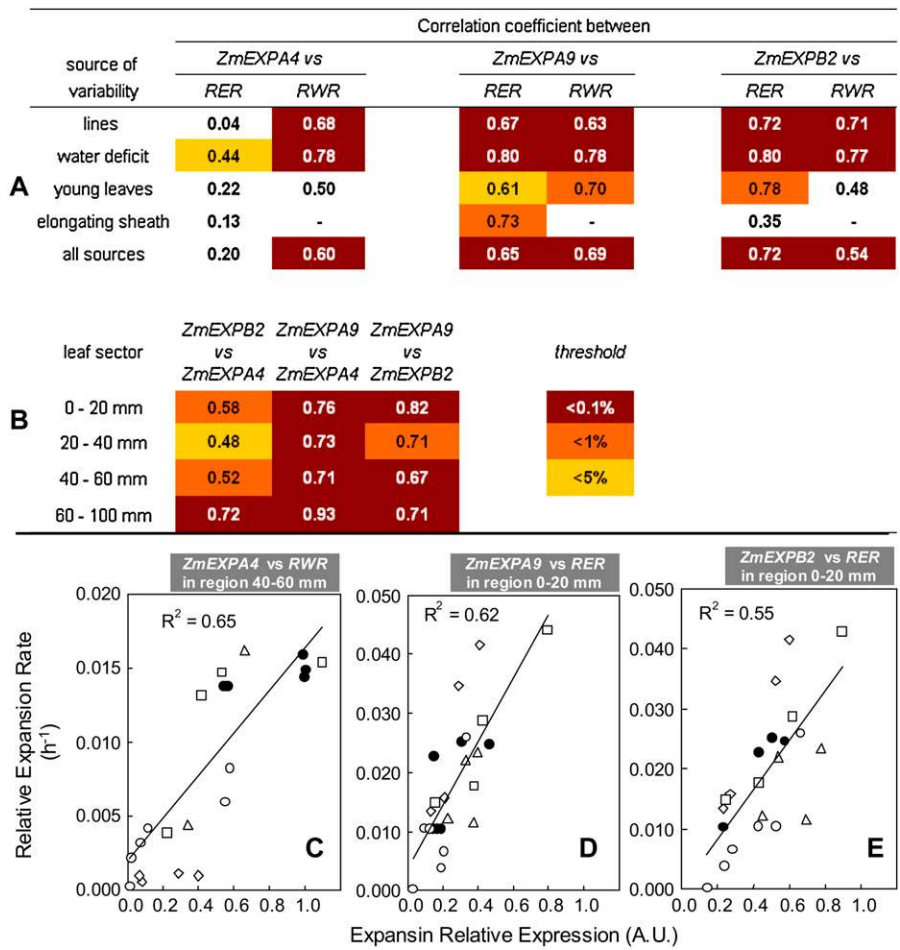 Correlation coefficient between
source of variability ZmEXPA4 vs ZmEXPA9 vs ZmEXPB2 vs
RER RWR RER RWR RER RWR
lines 0.04 0.68 0.67 0.63 0.72 0.71
water deficit 0.44 0.78 0.80 0.78 0.80 0.77
A young leaves 0.22 0.50 0.61 0.70 0.78 0.48
elongating sheath 0.13 - 0.73 - 0.35 -
all sources 0.20 0.60 0.65 0.69 0.72 0.54
ZmEXPB2 ZmEXPA9 ZmEXPA9
leaf sector vs vs vs threshold
ZmEXPA4 ZmEXPA4 ZmEXPB2
0 - 20 mm 0.58 0.76 0.82 <0.1%
B 20 - 40 mm 0.48 0.73 0.71 <1%
40 - 60 mm 0.52 0.71 0.67 <5%
60 - 100 mm 0.72 0.93 0.71
ZmEXPA4 vs RWR
in region 40-60 mm
ZmEXPA9 vs RER
in region 0-20 mm
ZmEXPB2 vs RER
in region 0-20 mm
Relative Expansion Rate
(h-1)
0.020
0.015
0.010
0.005
0.000
R2 = 0.65
C
0.0 0.2 0.4 0.6 0.8 1.0
0.050
0.040
0.030
0.020
0.010
0.000
R2 = 0.62
D
0.0 0.2 0.4 0.6 0.8 1.0
0.050
0.040
0.030
0.020
0.010
0.000
R2 = 0.55
E
0.0 0.2 0.4 0.6 0.8 1.0
Expansin Relative Expression (A.U.)